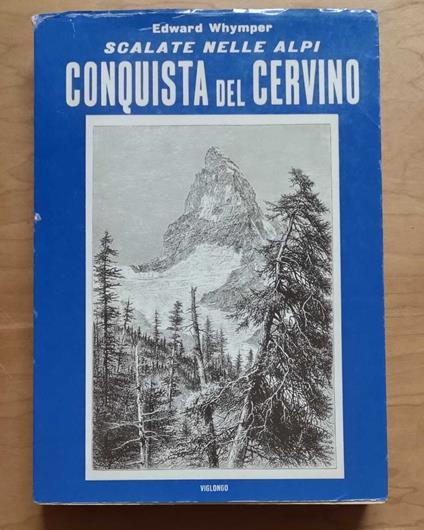 Edward Whymper
SCALATE NELLE ALPI
CONQUISTA DEL CERVINO
VIGLONGO